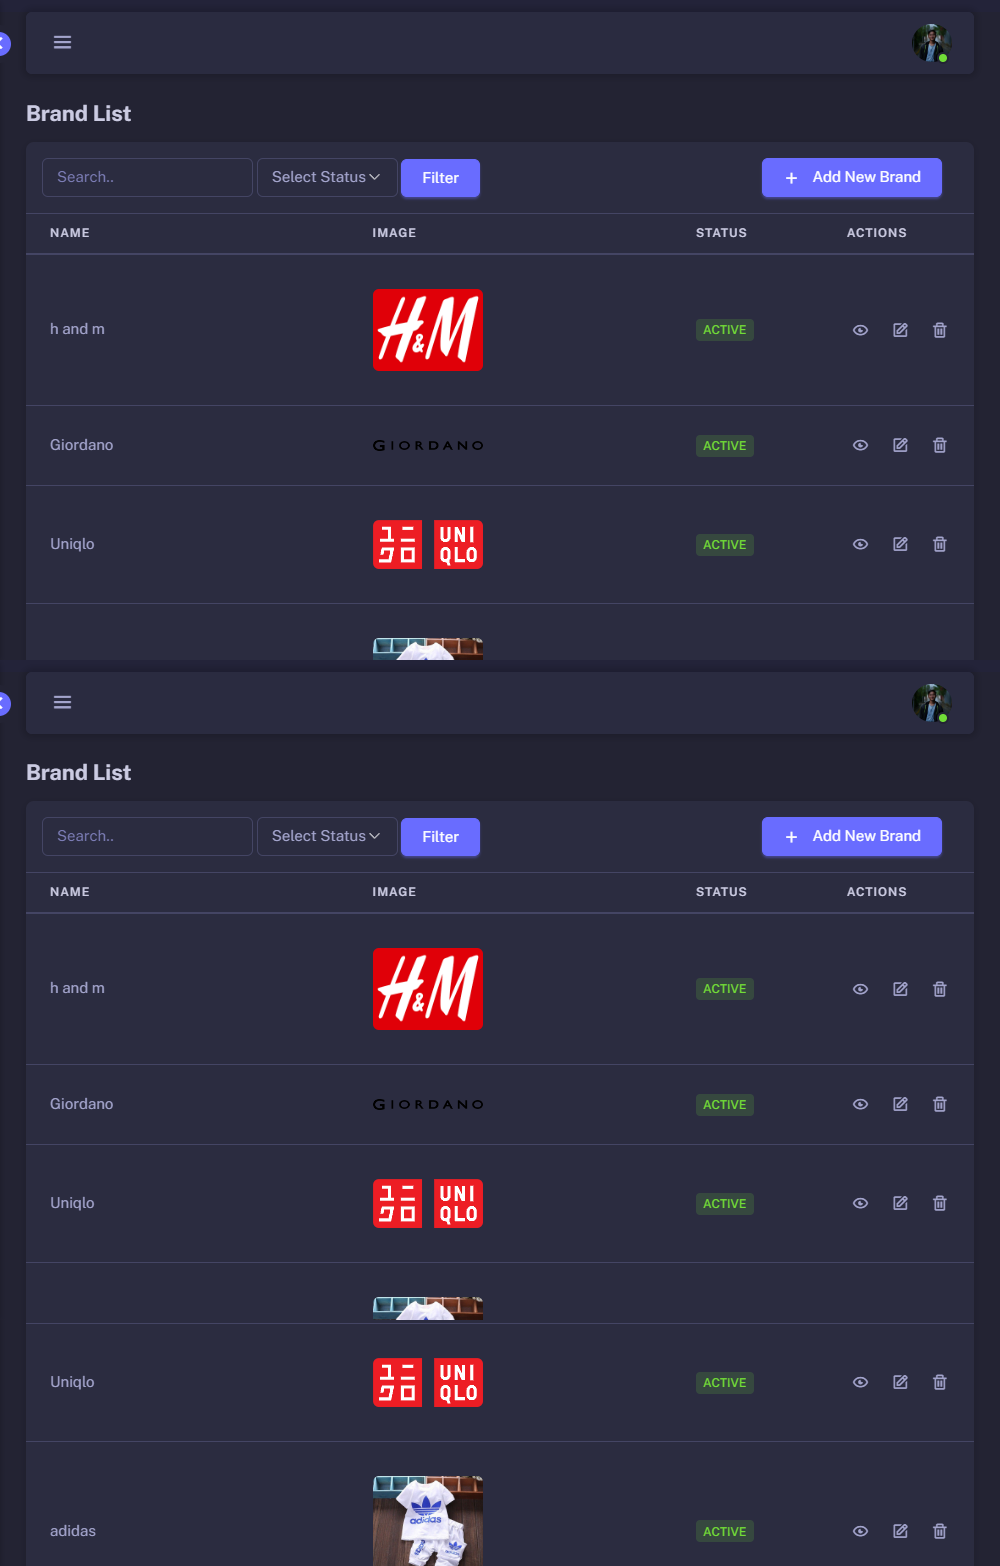 Brand List
Search.. Select Status Filter + Add New Brand
NAME IMAGE STATUS ACTIONS
h and m H&M ACTIVE
Giordano GIORDANO ACTIVE
Uniqlo ユニ UNI ACTIVE
クロ QLO
Brand List
Search.. Select Status Filter + Add New Brand
NAME IMAGE STATUS ACTIONS
h and m H&M ACTIVE
Giordano GIORDANO ACTIVE
Uniqlo ユニ UNI ACTIVE
クロ QLO
Uniqlo ユニ UNI ACTIVE
クロ QLO
adidas adidas ACTIVE